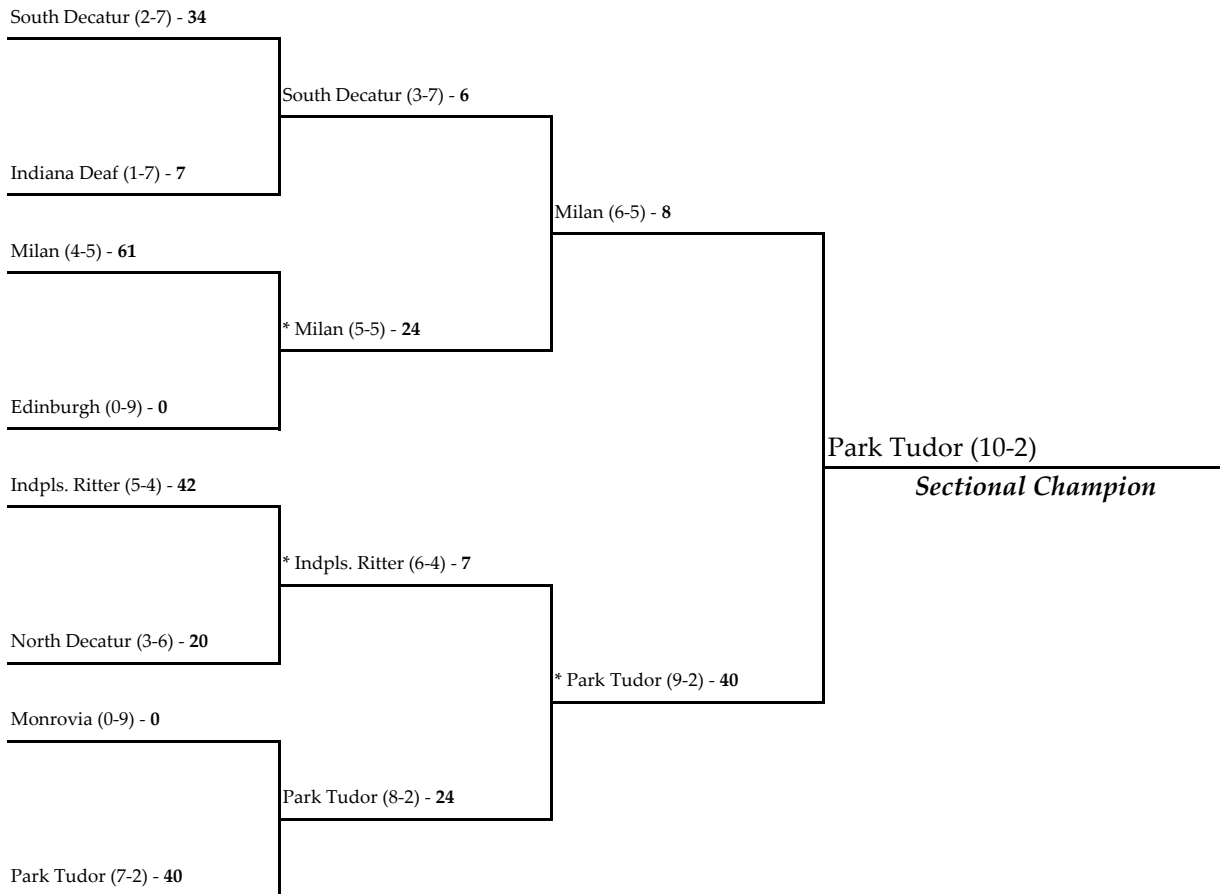 South Decatur (2-7) - 34
South Decatur (3-7) - 6
Indiana Deaf (1-7) - 7
Milan (6-5) - 8
Milan (4-5) - 61
* Milan (5-5) - 24
Edinburgh (0-9) - 0
Park Tudor (10-2)
Sectional Champion
Indpls. Ritter (5-4) - 42
* Indpls. Ritter (6-4) - 7
North Decatur (3-6) - 20
* Park Tudor (9-2) - 40
Monrovia (0-9) - 0
Park Tudor (8-2) - 24
Park Tudor (7-2) - 40